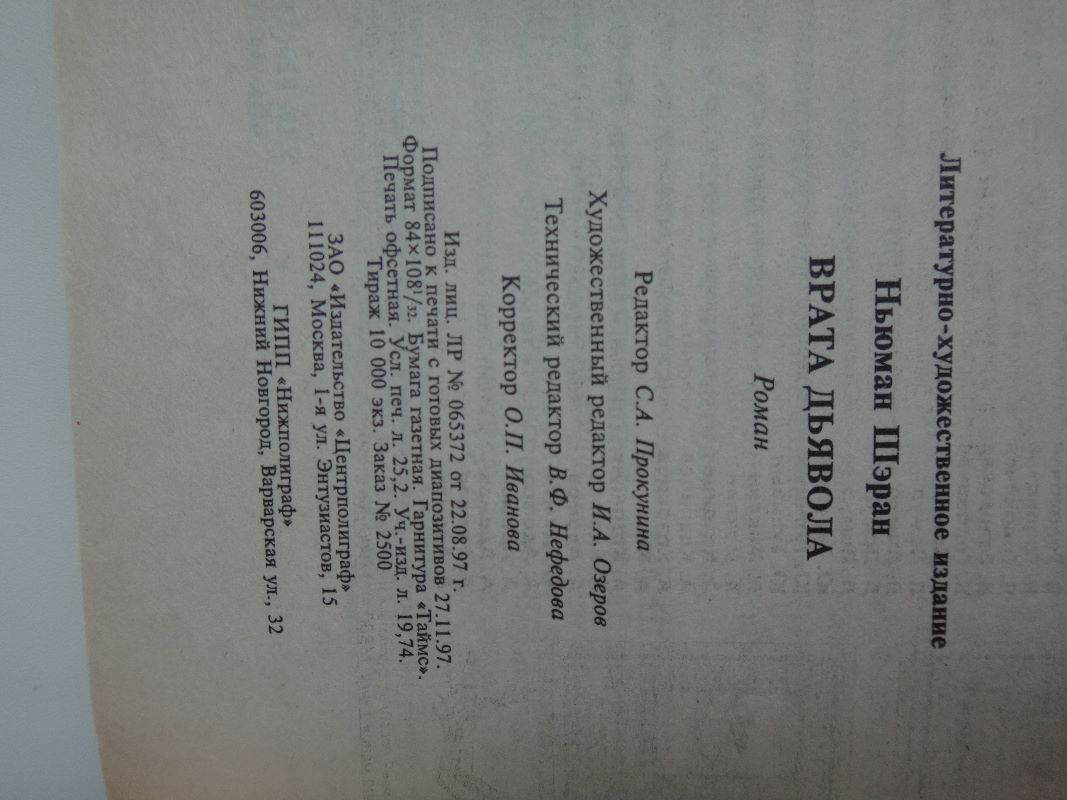 Литературно-художественное издание
Ньюман Шэран
ВРАТА ДЬЯВОЛА
Роман
Редактор С.А. Прокунина
Художественный редактор И.А. Озеров
Технический редактор В.Ф. Нефедова
Корректор О.П. Иванова
Изд. лиц. ЛР № 065372 от 22.08.97 г.
Подписано к печати с готовых диапозитивов 27.11.97.
Формат 84×108¹/₃₂. Бумага газетная. Гарнитура «Таймс».
Печать офсетная. Усл. печ. л. 25,2. Уч.-изд. л. 19,74.
Тираж 10 000 экз. Заказ № 2500
ЗАО «Издательство «Центрполиграф»
111024, Москва, 1-я ул. Энтузиастов, 15
ГИПП «Нижполиграф»
603006, Нижний Новгород, Варварская ул., 32